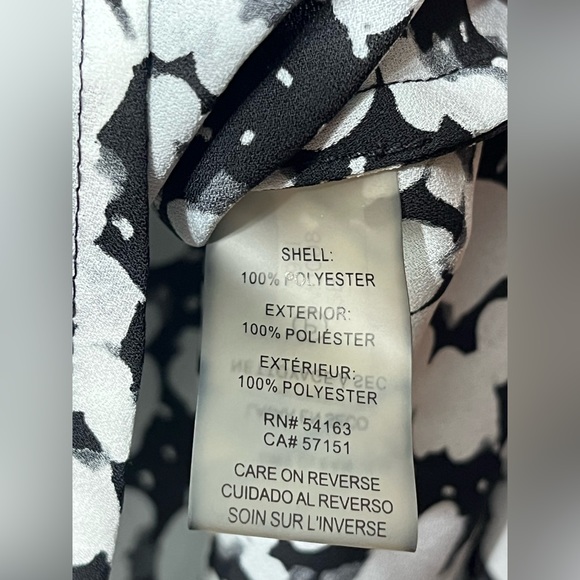 SHELL:
100% POLYESTER
EXTERIOR:
100% POLIÉSTER
EXTÉRIEUR:
100% POLYESTER
RN# 54163
CA# 57151
CARE ON REVERSE
CUIDADO AL REVERSO
SOIN SUR L'INVERSE